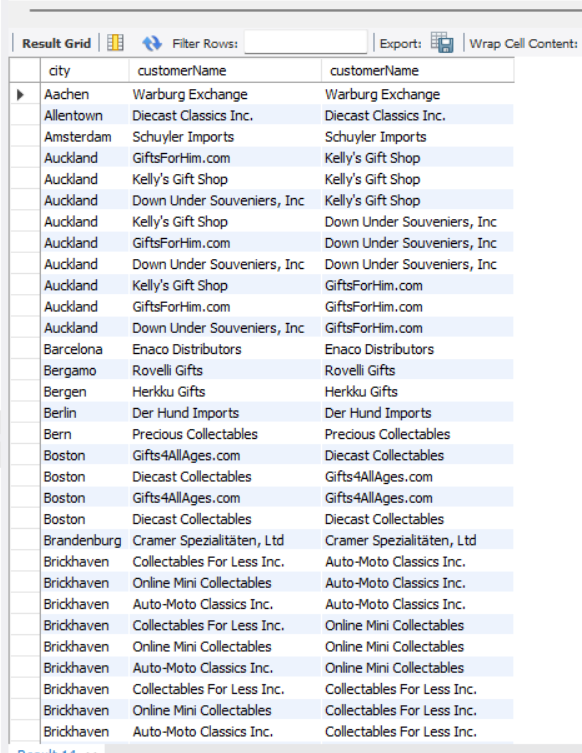 Result Grid Filter Rows: Export: Wrap Cell Content:
city customerName customerName
Aachen Warburg Exchange Warburg Exchange
Allentown Diecast Classics Inc. Diecast Classics Inc.
Amsterdam Schuyler Imports Schuyler Imports
Auckland GiftsForHim.com Kelly's Gift Shop
Auckland Kelly's Gift Shop Kelly's Gift Shop
Auckland Down Under Souveniers, Inc Kelly's Gift Shop
Auckland Kelly's Gift Shop Down Under Souveniers, Inc
Auckland GiftsForHim.com Down Under Souveniers, Inc
Auckland Down Under Souveniers, Inc Down Under Souveniers, Inc
Auckland Kelly's Gift Shop GiftsForHim.com
Auckland GiftsForHim.com GiftsForHim.com
Auckland Down Under Souveniers, Inc GiftsForHim.com
Barcelona Enaco Distributors Enaco Distributors
Bergamo Rovelli Gifts Rovelli Gifts
Bergen Herkku Gifts Herkku Gifts
Berlin Der Hund Imports Der Hund Imports
Bern Precious Collectables Precious Collectables
Boston Gifts4AllAges.com Diecast Collectables
Boston Diecast Collectables Gifts4AllAges.com
Boston Gifts4AllAges.com Gifts4AllAges.com
Boston Diecast Collectables Diecast Collectables
Brandenburg Cramer Spezialitäten, Ltd Cramer Spezialitäten, Ltd
Brickhaven Collectables For Less Inc. Auto-Moto Classics Inc.
Brickhaven Online Mini Collectables Auto-Moto Classics Inc.
Brickhaven Auto-Moto Classics Inc. Auto-Moto Classics Inc.
Brickhaven Collectables For Less Inc. Online Mini Collectables
Brickhaven Online Mini Collectables Online Mini Collectables
Brickhaven Auto-Moto Classics Inc. Online Mini Collectables
Brickhaven Collectables For Less Inc. Collectables For Less Inc.
Brickhaven Online Mini Collectables Collectables For Less Inc.
Brickhaven Auto-Moto Classics Inc. Collectables For Less Inc.